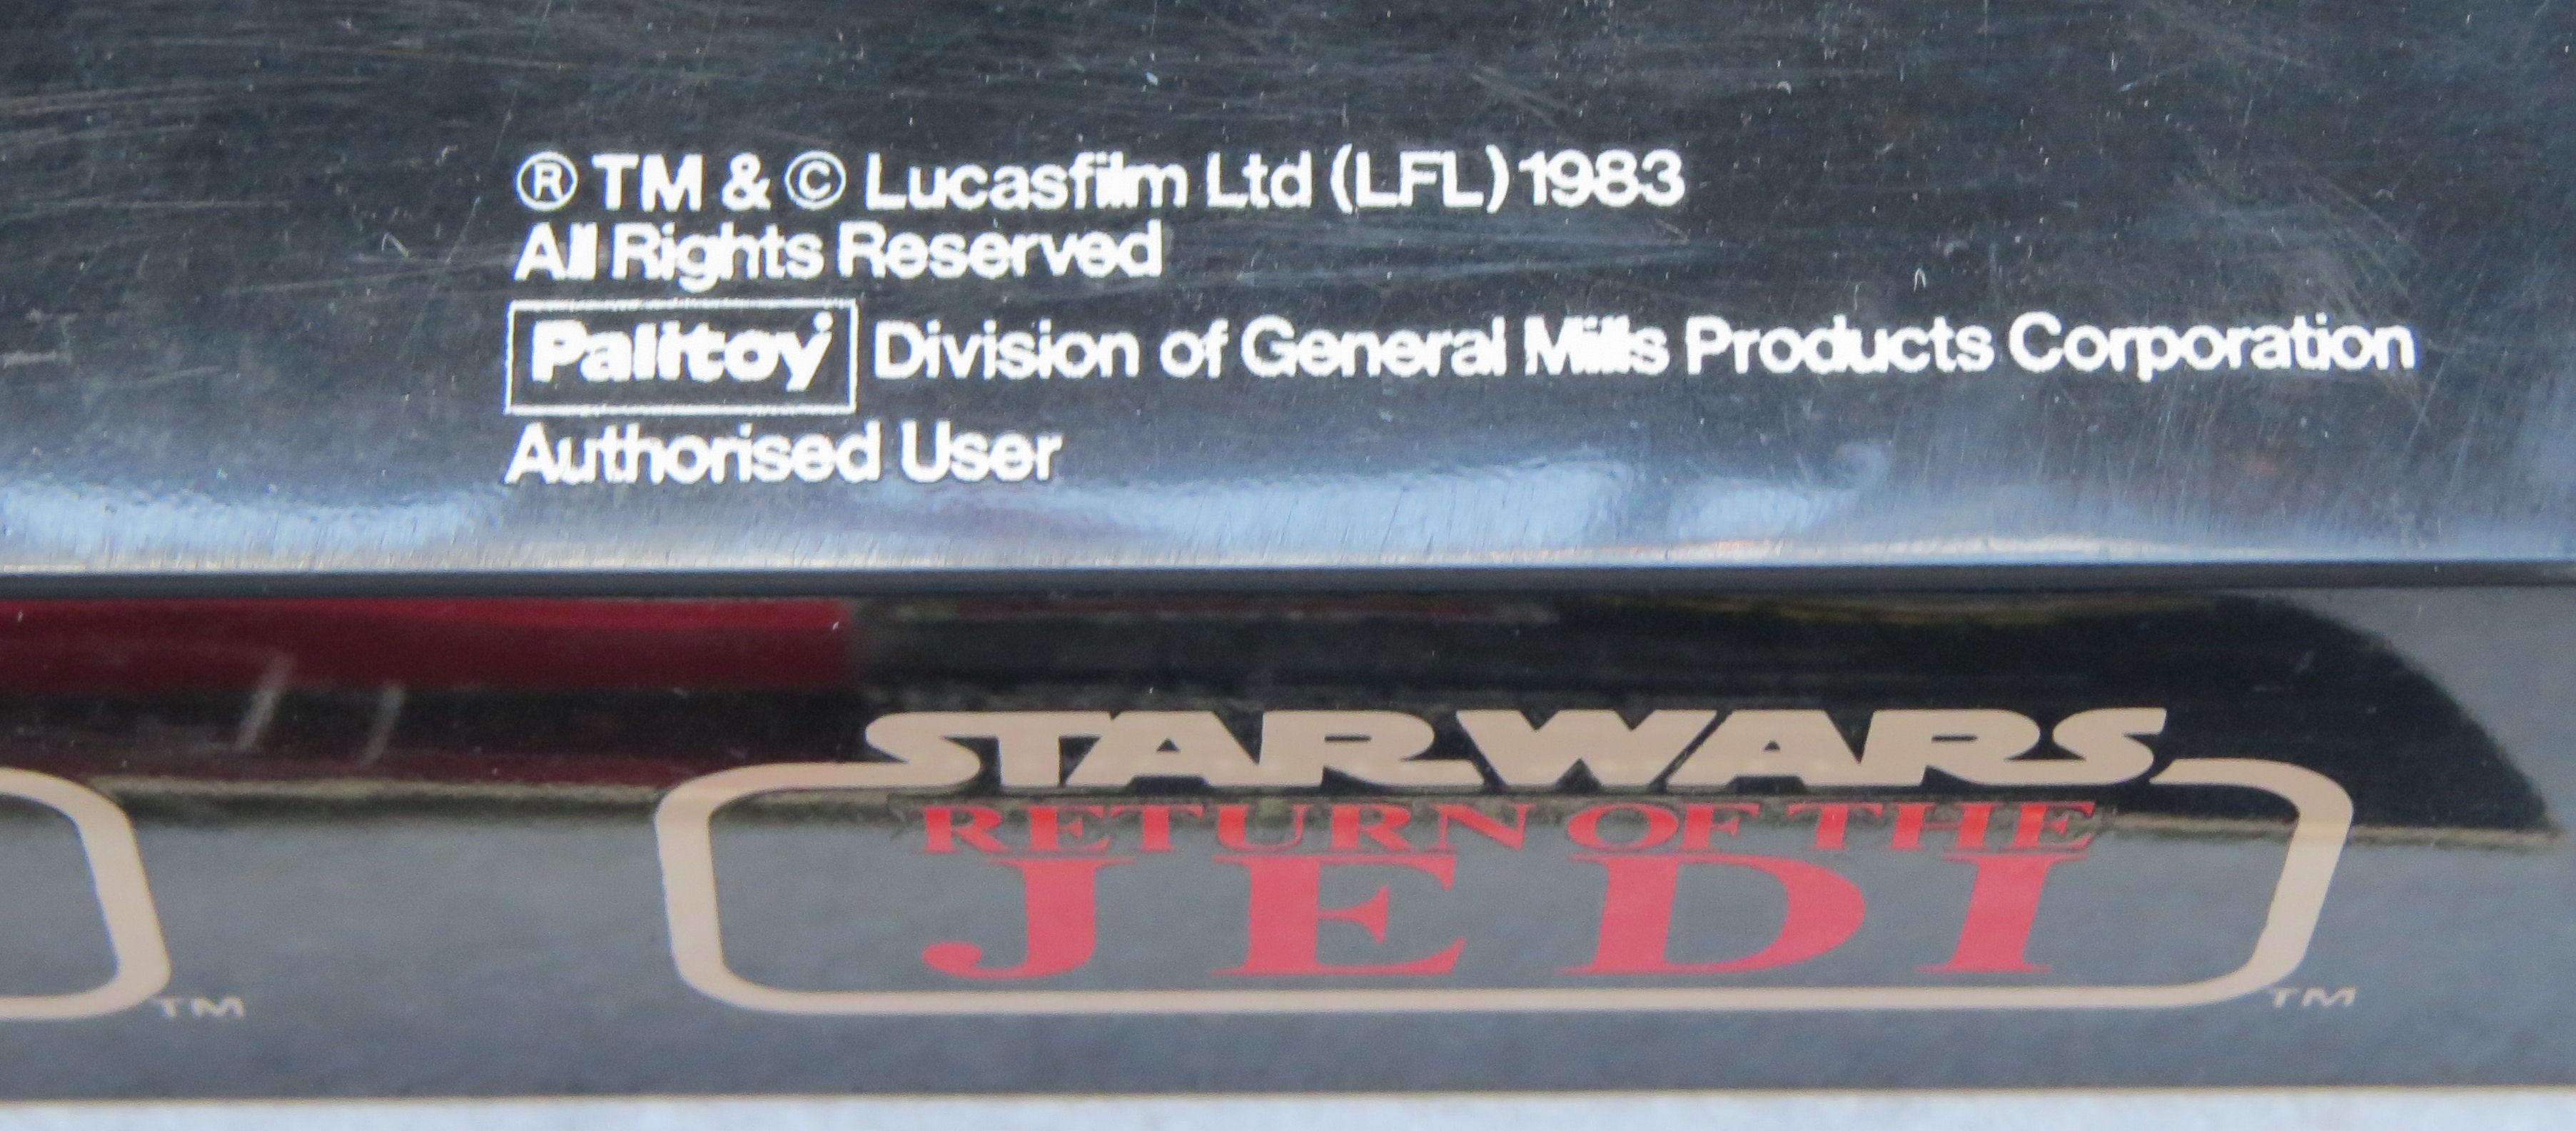 ® TM & © Lucasfilm Ltd (LFL) 1983
All Rights Reserved
Palitoy Division of General Mills Products Corporation
Authorised User
STAR WARS
RETURN OF THE
JEDI
TM
TM